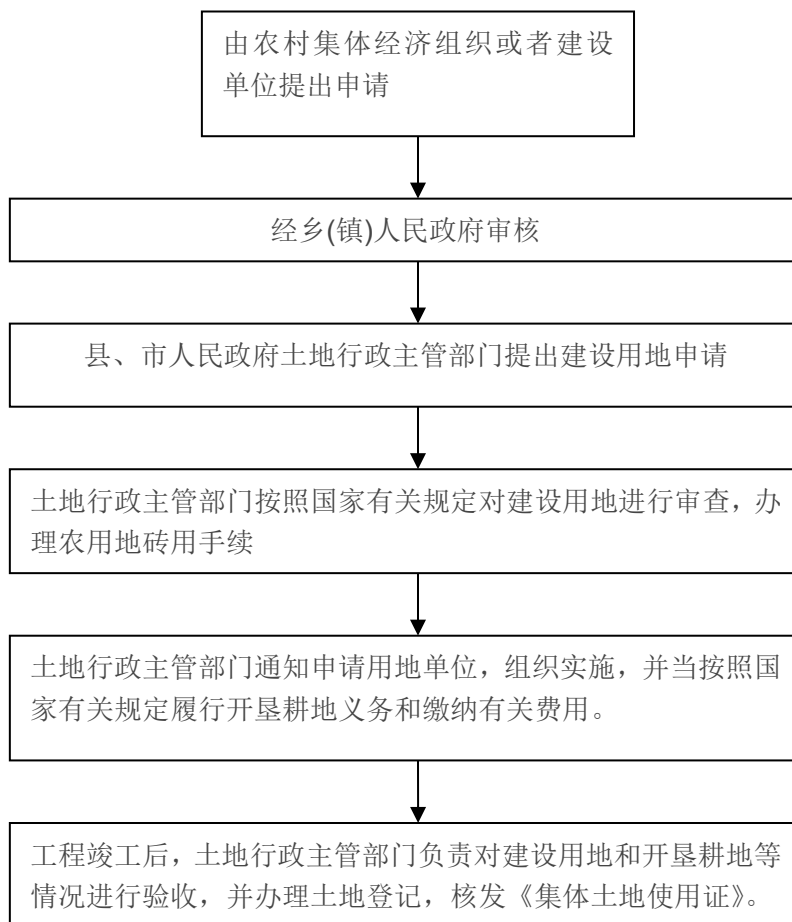 由农村集体经济组织或者建设
单位提出申请
经乡(镇)人民政府审核
县、市人民政府土地行政主管部门提出建设用地申请
土地行政主管部门按照国家有关规定对建设用地进行审查，办
理农用地砖用手续
土地行政主管部门通知申请用地单位，组织实施，并当按照国
家有关规定履行开垦耕地义务和缴纳有关费用。
工程竣工后，土地行政主管部门负责对建设用地和开垦耕地等
情况进行验收，并办理土地登记，核发《集体土地使用证》。